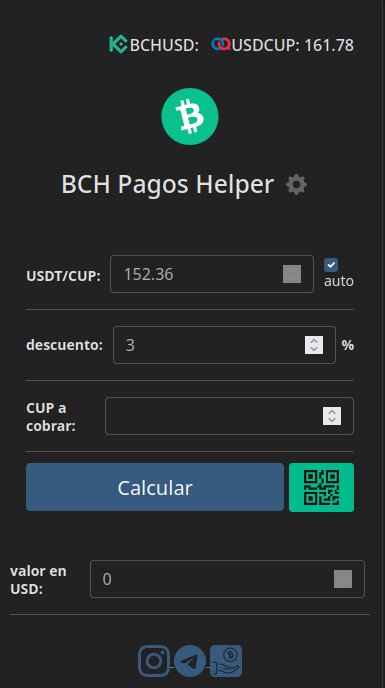 BCHUSD: USDCUP: 161.78
BCH Pagos Helper
USDT/CUP: 152.36 auto
descuento: 3 %
CUP a
cobrar:
Calcular
valor en
USD: 0